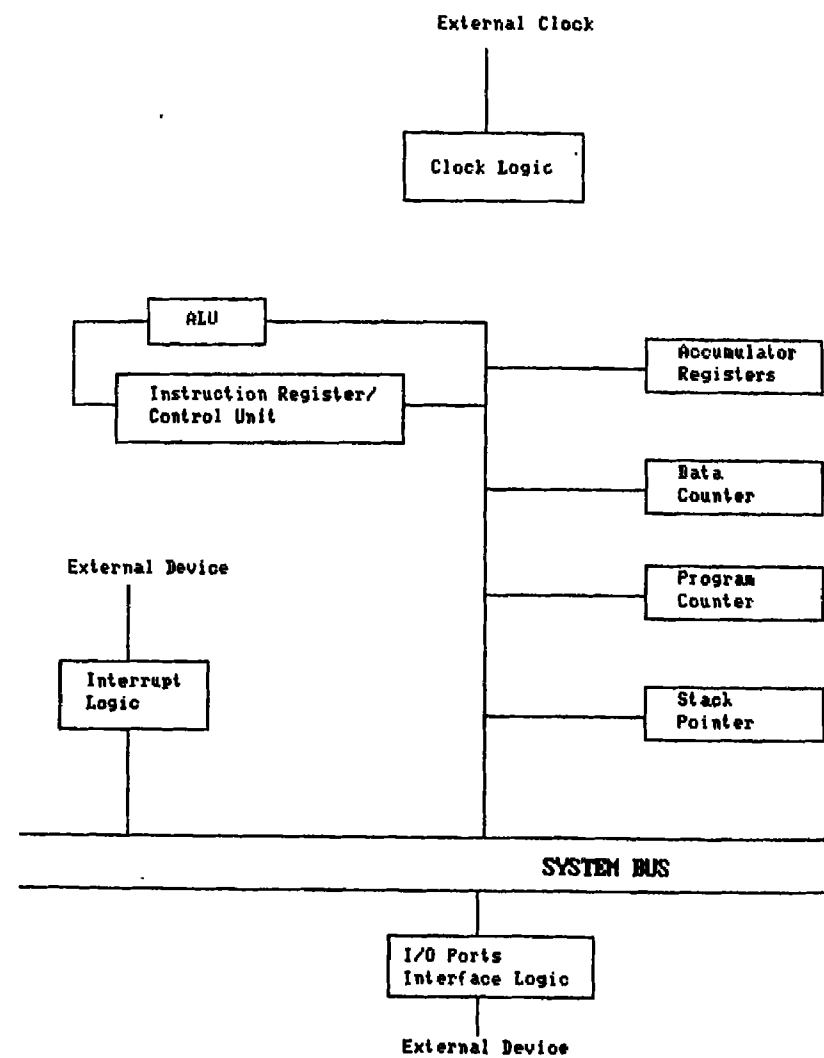 External Clock
Clock Logic
ALU
Instruction Register/
Control Unit
Accumulator
Registers
Data
Counter
External Device
Program
Counter
Interrupt
Logic
Stack
Pointer
SYSTEM BUS
I/O Ports
Interface Logic
External Device